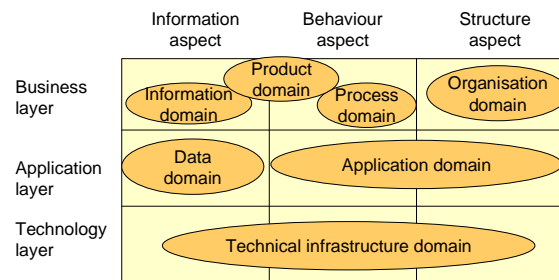 Information aspect
Behaviour aspect
Structure aspect
Business layer
Information domain
Product domain
Process domain
Organisation domain
Application layer
Data domain
Application domain
Technology layer
Technical infrastructure domain